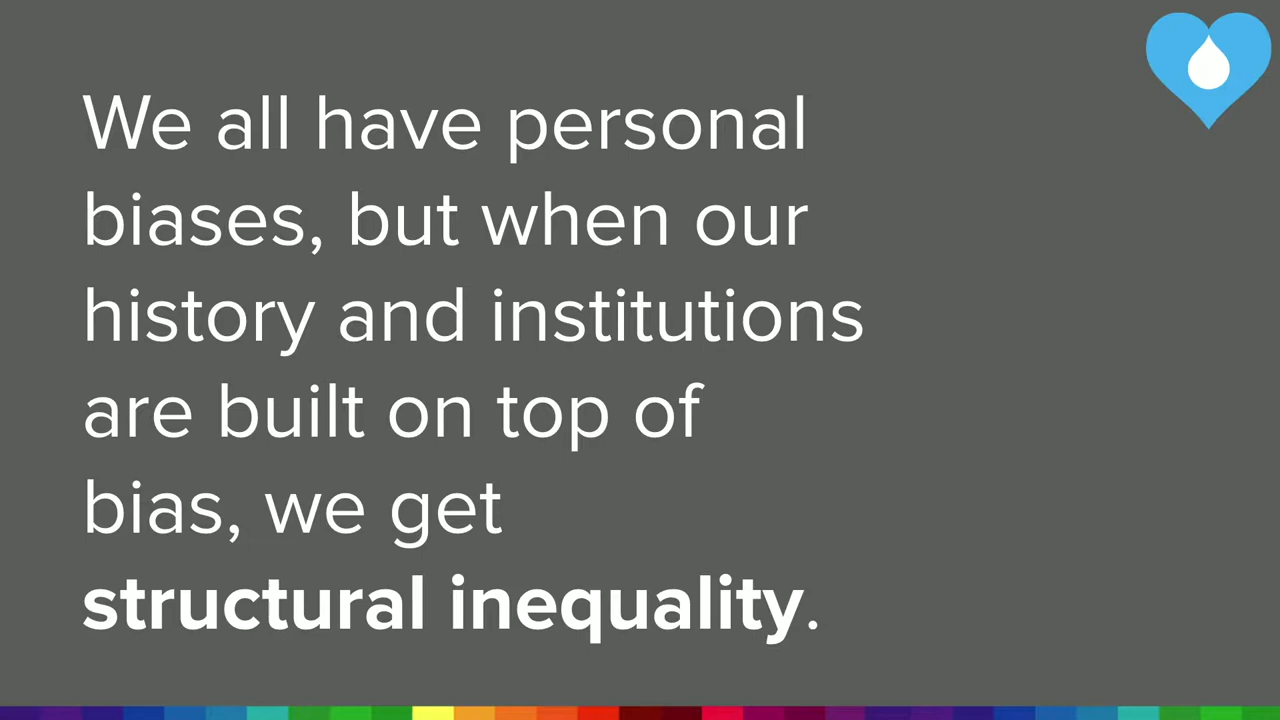 We all have personal
biases, but when our
history and institutions
are built on top of
bias, we get
structural inequality.